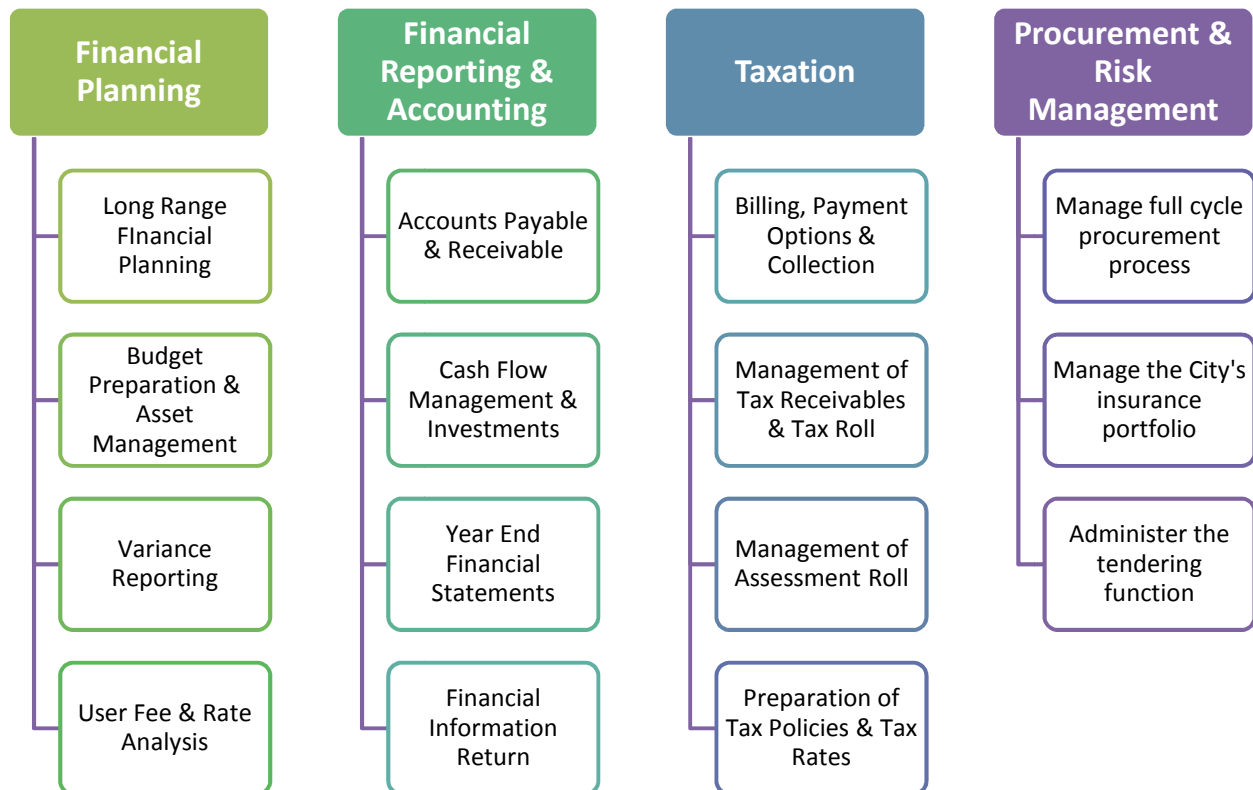 Financial
Planning
Long Range
FInancial
Planning
Budget
Preparation &
Asset
Management
Variance
Reporting
User Fee & Rate
Analysis
Financial
Reporting &
Accounting
Accounts Payable
& Receivable
Cash Flow
Management &
Investments
Year End
Financial
Statements
Financial
Information
Return
Taxation
Billing, Payment
Options &
Collection
Management of
Tax Receivables
& Tax Roll
Management of
Assessment Roll
Preparation of
Tax Policies & Tax
Rates
Procurement &
Risk
Management
Manage full cycle
procurement
process
Manage the City's
insurance
portfolio
Administer the
tendering
function